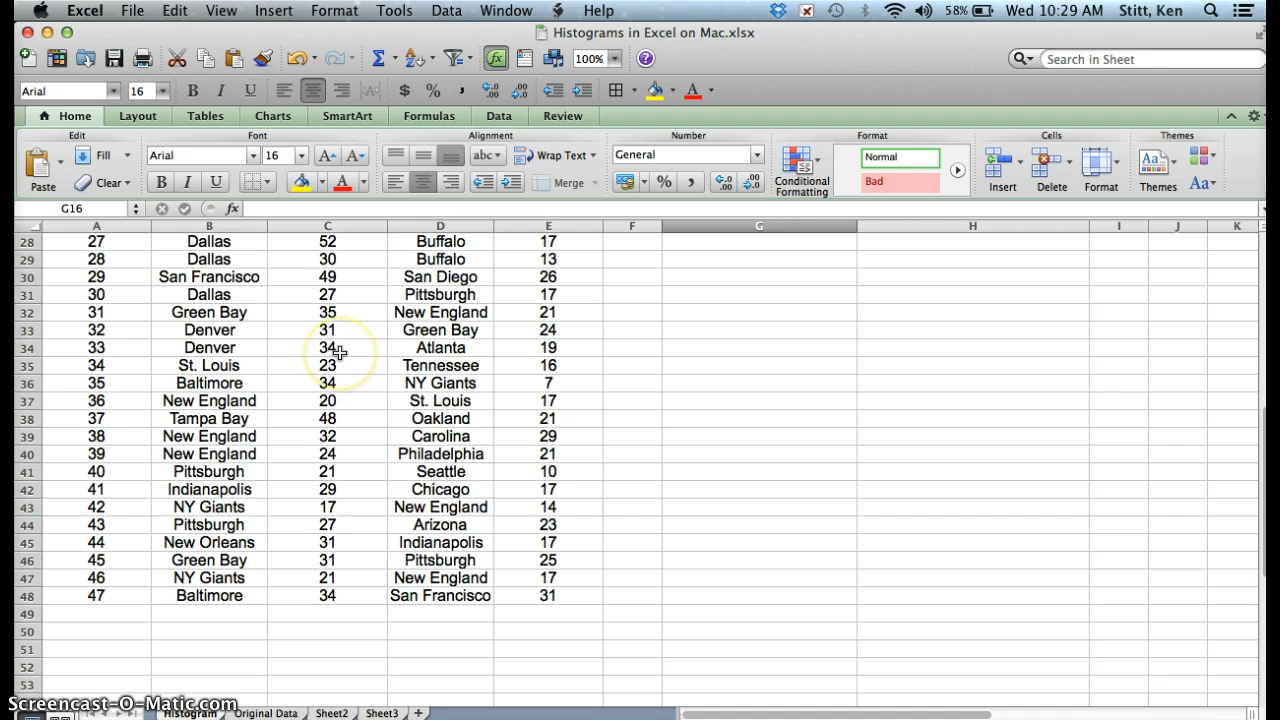 Excel File Edit View Insert Format Tools Data Window Help 58% Wed 10:29 AM Stitt, Ken
Histograms in Excel on Mac.xlsx
100% Search in Sheet
Arial 16 B I U $ % A
Home Layout Tables Charts SmartArt Formulas Data Review
Edit Font Alignment Number Format Cells Themes
Fill Arial 16 A A abc Wrap Text General Normal
Paste Clear B I U A Merge % Conditional Formatting Bad Insert Delete Format Themes Aa
G16 fx
A B C D E F G H I J K
28 27 Dallas 52 Buffalo 17
29 28 Dallas 30 Buffalo 13
30 29 San Francisco 49 San Diego 26
31 30 Dallas 27 Pittsburgh 17
32 31 Green Bay 35 New England 21
33 32 Denver 31 Green Bay 24
34 33 Denver 34 Atlanta 19
35 34 St. Louis 23 Tennessee 16
36 35 Baltimore 34 NY Giants 7
37 36 New England 20 St. Louis 17
38 37 Tampa Bay 48 Oakland 21
39 38 New England 32 Carolina 29
40 39 New England 24 Philadelphia 21
41 40 Pittsburgh 21 Seattle 10
42 41 Indianapolis 29 Chicago 17
43 42 NY Giants 17 New England 14
44 43 Pittsburgh 27 Arizona 23
45 44 New Orleans 31 Indianapolis 17
46 45 Green Bay 31 Pittsburgh 25
47 46 NY Giants 21 New England 17
48 47 Baltimore 34 San Francisco 31
49
50
51
52
53
Screencast-O-Matic.com
Histogram Original Data Sheet2 Sheet3 +